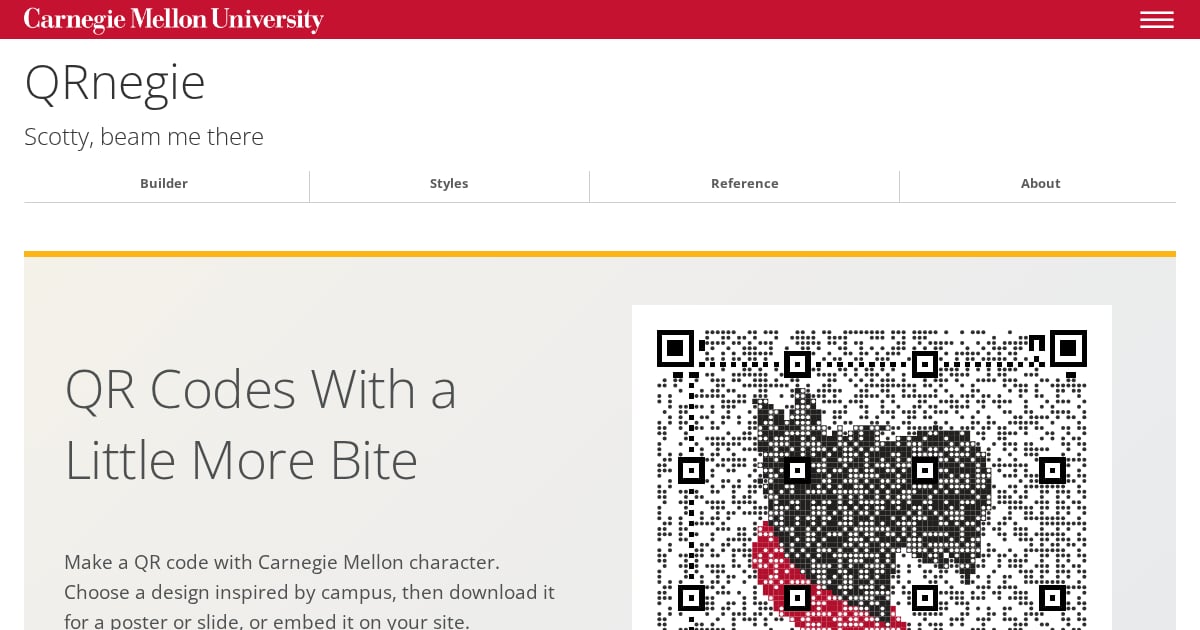 Carnegie Mellon University
QRnegie
Scotty, beam me there
Builder
Styles
Reference
About
QR Codes With a
Little More Bite
Make a QR code with Carnegie Mellon character.
Choose a design inspired by campus, then download it
for a poster or slide, or embed it on your site.